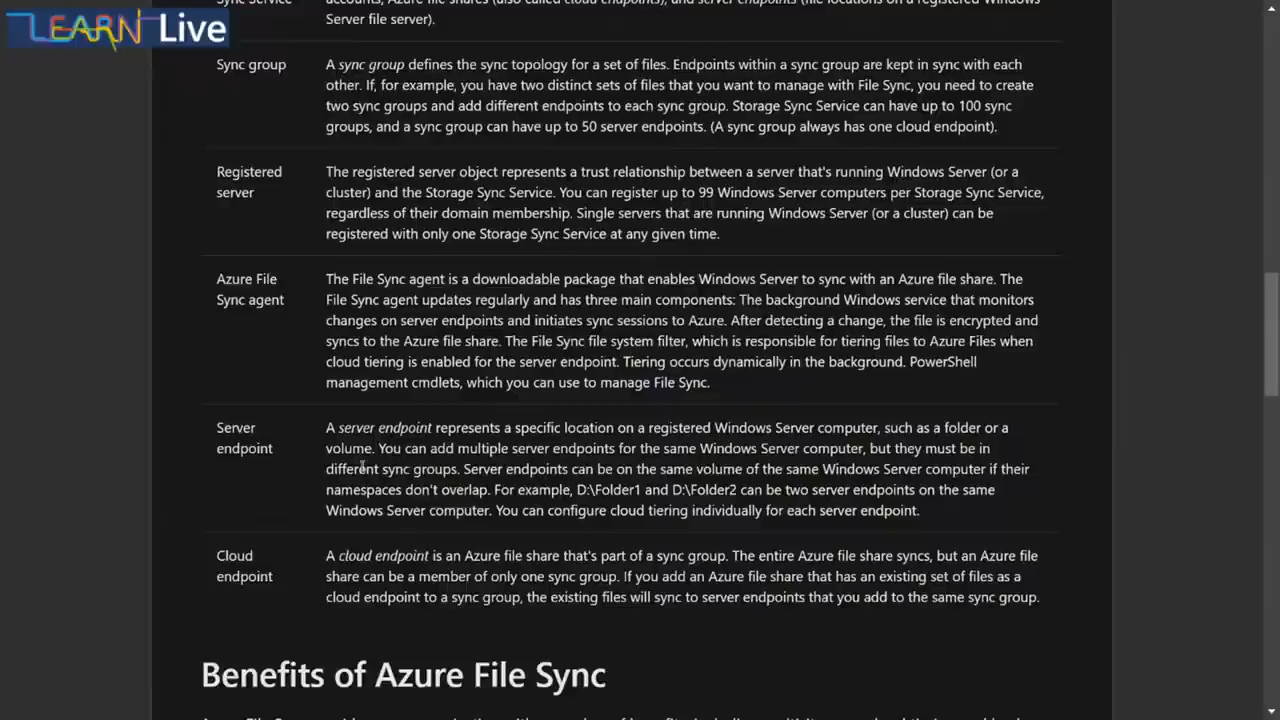 LEARN Live
Sync Service
accounts, Azure file shares (also called cloud endpoints), and server endpoints (file locations on a registered Windows
Server file server).
Sync group
A sync group defines the sync topology for a set of files. Endpoints within a sync group are kept in sync with each
other. If, for example, you have two distinct sets of files that you want to manage with File Sync, you need to create
two sync groups and add different endpoints to each sync group. Storage Sync Service can have up to 100 sync
groups, and a sync group can have up to 50 server endpoints. (A sync group always has one cloud endpoint).
Registered
server
The registered server object represents a trust relationship between a server that's running Windows Server (or a
cluster) and the Storage Sync Service. You can register up to 99 Windows Server computers per Storage Sync Service,
regardless of their domain membership. Single servers that are running Windows Server (or a cluster) can be
registered with only one Storage Sync Service at any given time.
Azure File
Sync agent
The File Sync agent is a downloadable package that enables Windows Server to sync with an Azure file share. The
File Sync agent updates regularly and has three main components: The background Windows service that monitors
changes on server endpoints and initiates sync sessions to Azure. After detecting a change, the file is encrypted and
syncs to the Azure file share. The File Sync file system filter, which is responsible for tiering files to Azure Files when
cloud tiering is enabled for the server endpoint. Tiering occurs dynamically in the background. PowerShell
management cmdlets, which you can use to manage File Sync.
Server
endpoint
A server endpoint represents a specific location on a registered Windows Server computer, such as a folder or a
volume. You can add multiple server endpoints for the same Windows Server computer, but they must be in
different sync groups. Server endpoints can be on the same volume of the same Windows Server computer if their
namespaces don't overlap. For example, D:\Folder1 and D:\Folder2 can be two server endpoints on the same
Windows Server computer. You can configure cloud tiering individually for each server endpoint.
Cloud
endpoint
A cloud endpoint is an Azure file share that's part of a sync group. The entire Azure file share syncs, but an Azure file
share can be a member of only one sync group. If you add an Azure file share that has an existing set of files as a
cloud endpoint to a sync group, the existing files will sync to server endpoints that you add to the same sync group.
Benefits of Azure File Sync